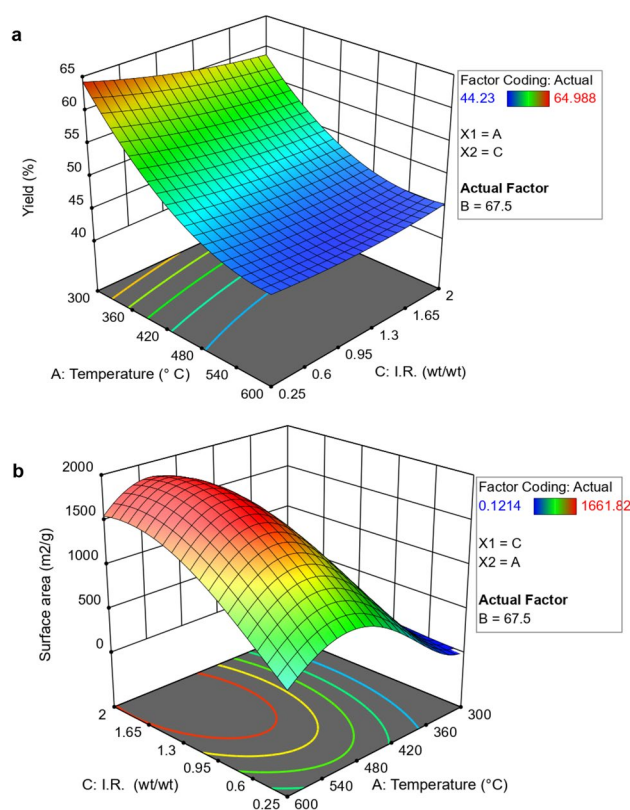 a
65
60
55
50
45
40
Yield (%)
300
360
420
480
540
600
A: Temperature (° C)
0.25
0.6
0.95
1.3
1.65
2
C: I.R. (wt/wt)
Factor Coding: Actual
44.23 64.988
X1 = A
X2 = C
Actual Factor
B = 67.5
b
2000
1500
1000
500
0
Surface area (m2/g)
2
1.65
1.3
0.95
0.6
0.25
C: I.R. (wt/wt)
600
540
480
420
360
300
A: Temperature (°C)
Factor Coding: Actual
0.1214 1661.82
X1 = C
X2 = A
Actual Factor
B = 67.5